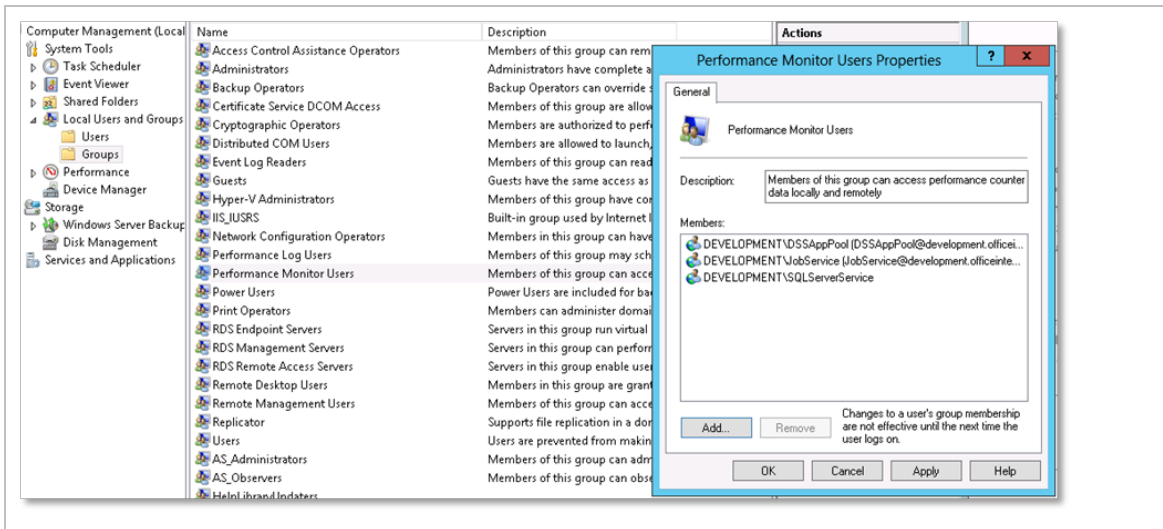 Computer Management (Local
System Tools
Task Scheduler
Event Viewer
Shared Folders
Local Users and Groups
Users
Groups
Performance
Device Manager
Storage
Windows Server Backup
Disk Management
Services and Applications
Name Description Actions
Access Control Assistance Operators Members of this group can rem
Administrators Administrators have complete a
Backup Operators Backup Operators can override s
Certificate Service DCOM Access Members of this group are allow
Cryptographic Operators Members are authorized to perf
Distributed COM Users Members are allowed to launch,
Event Log Readers Members of this group can read
Guests Guests have the same access as
Hyper-V Administrators Members of this group have cor
IIS_IUSRS Built-in group used by Internet I
Network Configuration Operators Members in this group can have
Performance Log Users Members of this group may sch
Performance Monitor Users Members of this group can acce
Power Users Power Users are included for ba
Print Operators Members can administer domai
RDS Endpoint Servers Servers in this group run virtual
RDS Management Servers Servers in this group can perforr
RDS Remote Access Servers Servers in this group enable use
Remote Desktop Users Members in this group are grant
Remote Management Users Members of this group can acce
Replicator Supports file replication in a dor
Users Users are prevented from makin
AS_Administrators Members of this group can adm
AS_Observers Members of this group can obse
HelpLibraryUpdaters
Performance Monitor Users Properties ? x
General
Performance Monitor Users
Description: Members of this group can access performance counter
data locally and remotely
Members:
DEVELOPMENT\DSSAppPool (DSSAppPool@development.officei...
DEVELOPMENT\JobService (JobService@development.officeinte...
DEVELOPMENT\SQLServerService
Add... Remove
Changes to a user's group membership
are not effective until the next time the
user logs on.
OK Cancel Apply Help